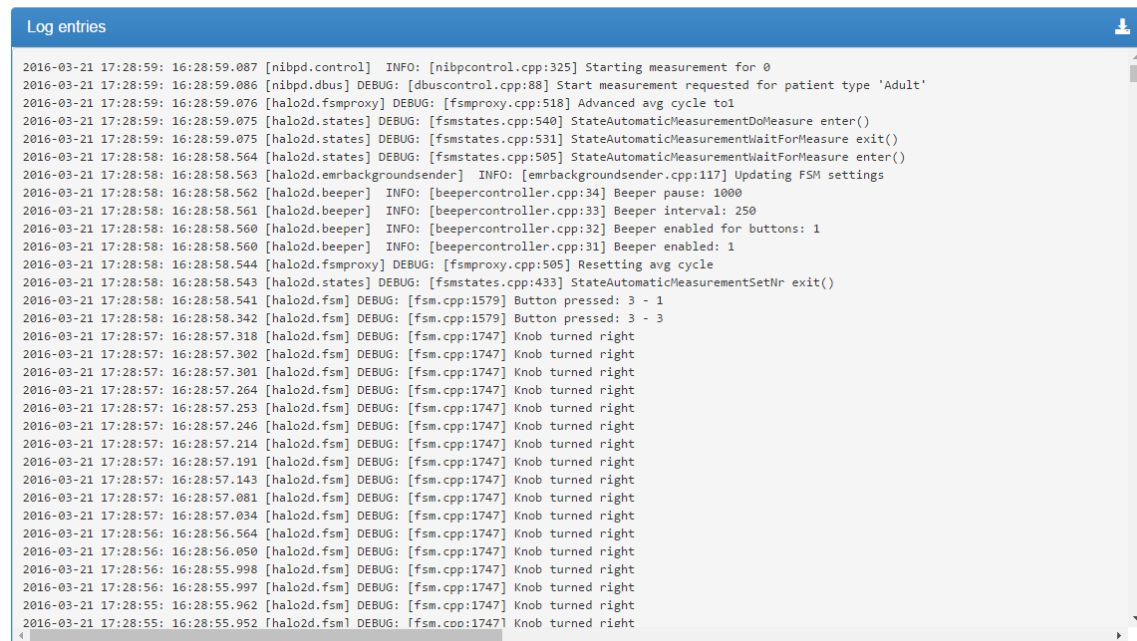 Log entries
2016-03-21 17:28:59: 16:28:59.087 [nibpd.control]  INFO: [nibpcontrol.cpp:325] Starting measurement for 0
2016-03-21 17:28:59: 16:28:59.086 [nibpd.dbus] DEBUG: [dbuscontrol.cpp:88] Start measurement requested for patient type 'Adult'
2016-03-21 17:28:59: 16:28:59.076 [halo2d.fsmproxy] DEBUG: [fsmproxy.cpp:518] Advanced avg cycle to1
2016-03-21 17:28:59: 16:28:59.075 [halo2d.states] DEBUG: [fsmstates.cpp:540] StateAutomaticMeasurementDoMeasure enter()
2016-03-21 17:28:59: 16:28:59.075 [halo2d.states] DEBUG: [fsmstates.cpp:531] StateAutomaticMeasurementWaitForMeasure exit()
2016-03-21 17:28:58: 16:28:58.564 [halo2d.states] DEBUG: [fsmstates.cpp:505] StateAutomaticMeasurementWaitForMeasure enter()
2016-03-21 17:28:58: 16:28:58.563 [halo2d.emrbackgroundsender]  INFO: [emrbackgroundsender.cpp:117] Updating FSM settings
2016-03-21 17:28:58: 16:28:58.562 [halo2d.beeper]  INFO: [beepercontroller.cpp:34] Beeper pause: 1000
2016-03-21 17:28:58: 16:28:58.561 [halo2d.beeper]  INFO: [beepercontroller.cpp:33] Beeper interval: 250
2016-03-21 17:28:58: 16:28:58.560 [halo2d.beeper]  INFO: [beepercontroller.cpp:32] Beeper enabled for buttons: 1
2016-03-21 17:28:58: 16:28:58.560 [halo2d.beeper]  INFO: [beepercontroller.cpp:31] Beeper enabled: 1
2016-03-21 17:28:58: 16:28:58.544 [halo2d.fsmproxy] DEBUG: [fsmproxy.cpp:505] Resetting avg cycle
2016-03-21 17:28:58: 16:28:58.543 [halo2d.states] DEBUG: [fsmstates.cpp:433] StateAutomaticMeasurementSetNr exit()
2016-03-21 17:28:58: 16:28:58.541 [halo2d.fsm] DEBUG: [fsm.cpp:1579] Button pressed: 3 - 1
2016-03-21 17:28:58: 16:28:58.342 [halo2d.fsm] DEBUG: [fsm.cpp:1579] Button pressed: 3 - 3
2016-03-21 17:28:57: 16:28:57.318 [halo2d.fsm] DEBUG: [fsm.cpp:1747] Knob turned right
2016-03-21 17:28:57: 16:28:57.302 [halo2d.fsm] DEBUG: [fsm.cpp:1747] Knob turned right
2016-03-21 17:28:57: 16:28:57.301 [halo2d.fsm] DEBUG: [fsm.cpp:1747] Knob turned right
2016-03-21 17:28:57: 16:28:57.264 [halo2d.fsm] DEBUG: [fsm.cpp:1747] Knob turned right
2016-03-21 17:28:57: 16:28:57.253 [halo2d.fsm] DEBUG: [fsm.cpp:1747] Knob turned right
2016-03-21 17:28:57: 16:28:57.246 [halo2d.fsm] DEBUG: [fsm.cpp:1747] Knob turned right
2016-03-21 17:28:57: 16:28:57.214 [halo2d.fsm] DEBUG: [fsm.cpp:1747] Knob turned right
2016-03-21 17:28:57: 16:28:57.191 [halo2d.fsm] DEBUG: [fsm.cpp:1747] Knob turned right
2016-03-21 17:28:57: 16:28:57.143 [halo2d.fsm] DEBUG: [fsm.cpp:1747] Knob turned right
2016-03-21 17:28:57: 16:28:57.081 [halo2d.fsm] DEBUG: [fsm.cpp:1747] Knob turned right
2016-03-21 17:28:57: 16:28:57.034 [halo2d.fsm] DEBUG: [fsm.cpp:1747] Knob turned right
2016-03-21 17:28:56: 16:28:56.564 [halo2d.fsm] DEBUG: [fsm.cpp:1747] Knob turned right
2016-03-21 17:28:56: 16:28:56.050 [halo2d.fsm] DEBUG: [fsm.cpp:1747] Knob turned right
2016-03-21 17:28:56: 16:28:55.998 [halo2d.fsm] DEBUG: [fsm.cpp:1747] Knob turned right
2016-03-21 17:28:56: 16:28:55.997 [halo2d.fsm] DEBUG: [fsm.cpp:1747] Knob turned right
2016-03-21 17:28:55: 16:28:55.962 [halo2d.fsm] DEBUG: [fsm.cpp:1747] Knob turned right
2016-03-21 17:28:55: 16:28:55.952 [halo2d.fsm] DEBUG: [fsm.cpp:1747] Knob turned right